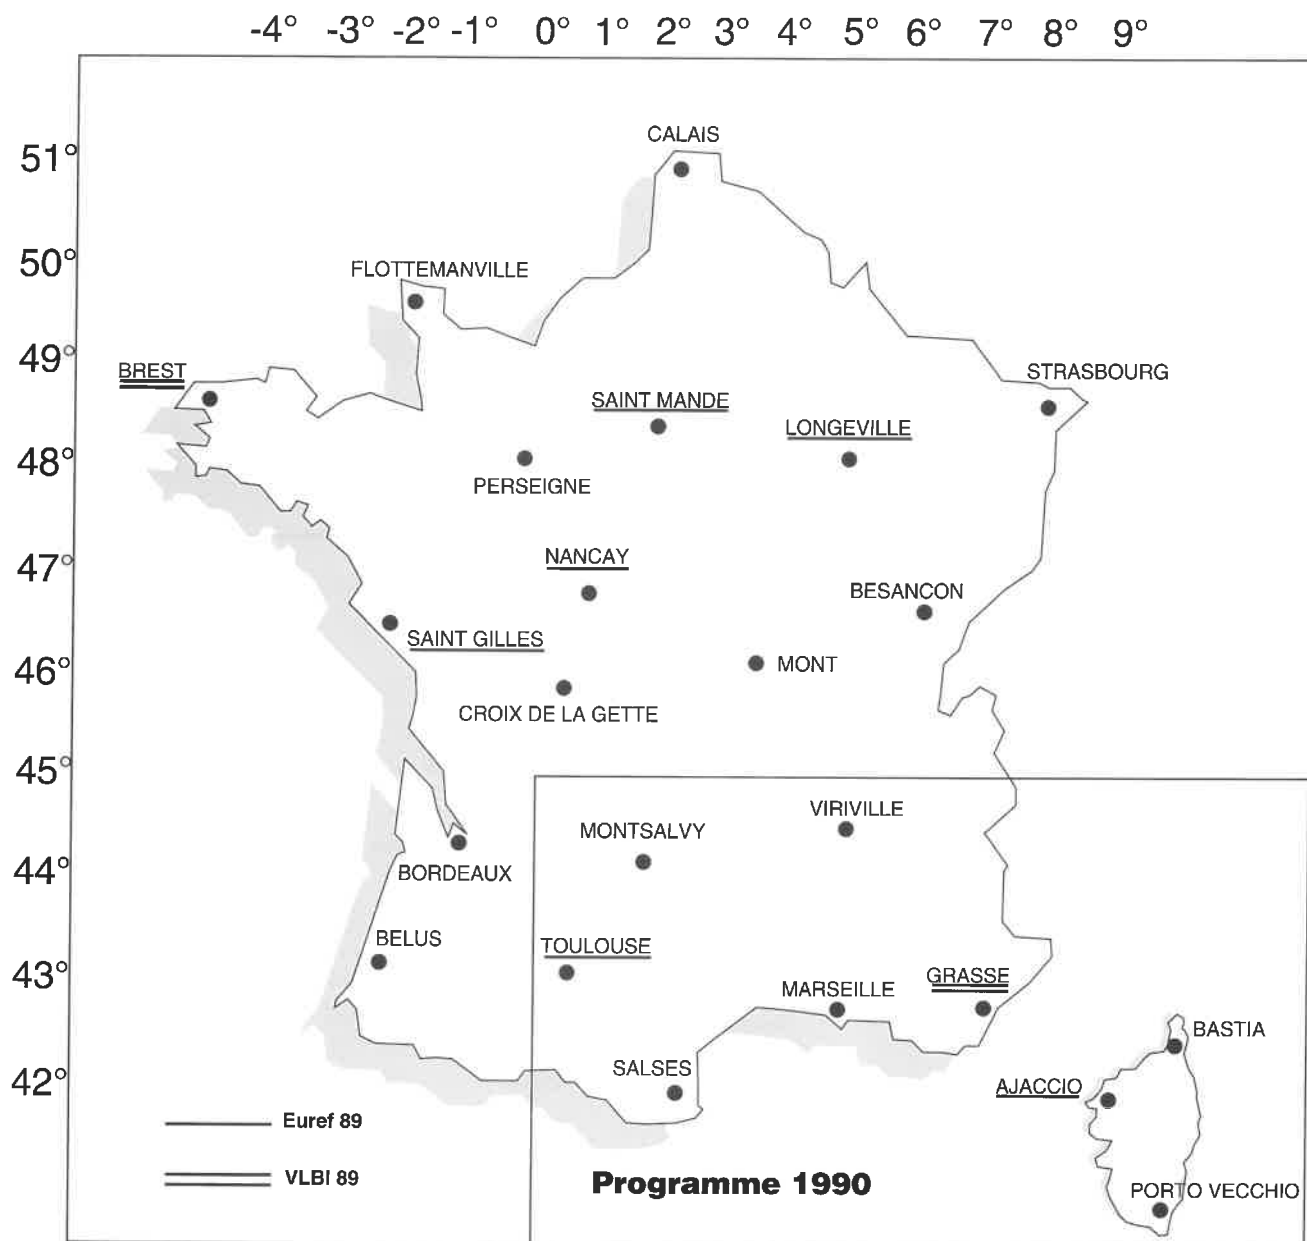 -4° -3° -2° -1° 0° 1° 2° 3° 4° 5° 6° 7° 8° 9°
CALAIS
51°
50°
FLOTTEMANVILLE
49°
BREST
STRASBOURG
SAINT MANDE
LONGEVILLE
48°
PERSEIGNE
NANCAY
47°
BESANCON
SAINT GILLES
46°
MONT
CROIX DE LA GETTE
45°
VIRIVILLE
MONTSALVY
44°
BORDEAUX
BELUS
TOULOUSE
43°
GRASSE
MARSEILLE
BASTIA
SALSES
42°
AJACCIO
Euref 89
VLBI 89
Programme 1990
PORTO VECCHIO